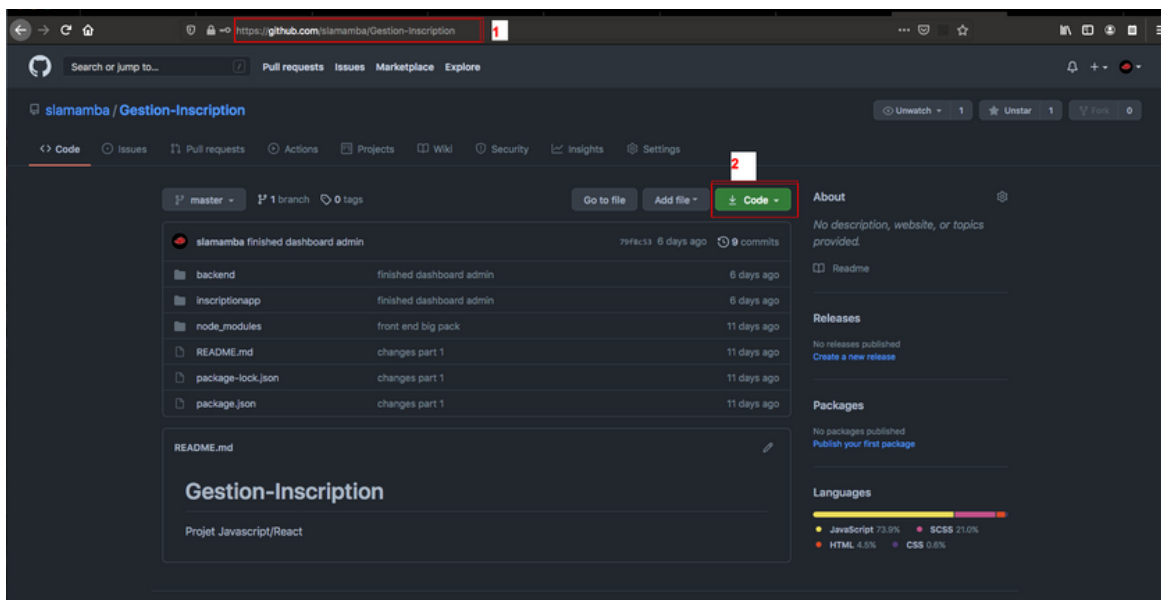 https://github.com/slamamba/Gestion-Inscription 1
Search or jump to... / Pull requests Issues Marketplace Explore
slamamba / Gestion-Inscription Unwatch 1 Unstar 1 Fork 0
Code Issues Pull requests Actions Projects Wiki Security Insights Settings
2
master 1 branch 0 tags Go to file Add file Code
slamamba finished dashboard admin 79f8c53 6 days ago 9 commits
backend finished dashboard admin 6 days ago
inscriptionapp finished dashboard admin 6 days ago
node_modules front end big pack 11 days ago
README.md changes part 1 11 days ago
package-lock.json changes part 1 11 days ago
package.json changes part 1 11 days ago
README.md
Gestion-Inscription
Projet Javascript/React
About
No description, website, or topics
provided.
Readme
Releases
No releases published
Create a new release
Packages
No packages published
Publish your first package
Languages
JavaScript 73.9% SCSS 21.0%
HTML 4.5% CSS 0.6%